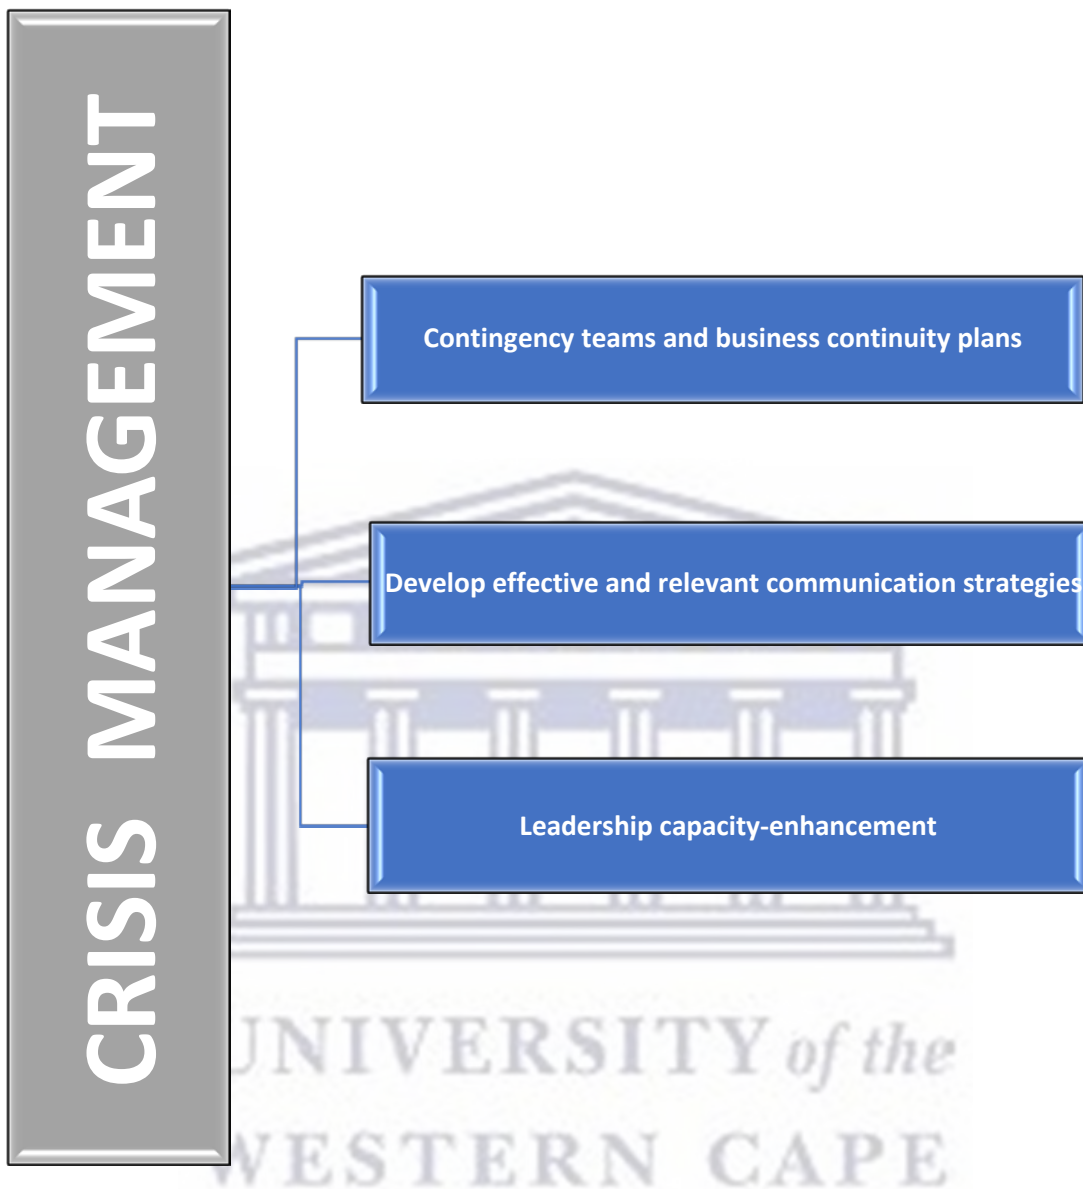 CRISIS MANAGEMENT
Contingency teams and business continuity plans
Develop effective and relevant communication strategies
Leadership capacity-enhancement
UNIVERSITY of the
WESTERN CAPE